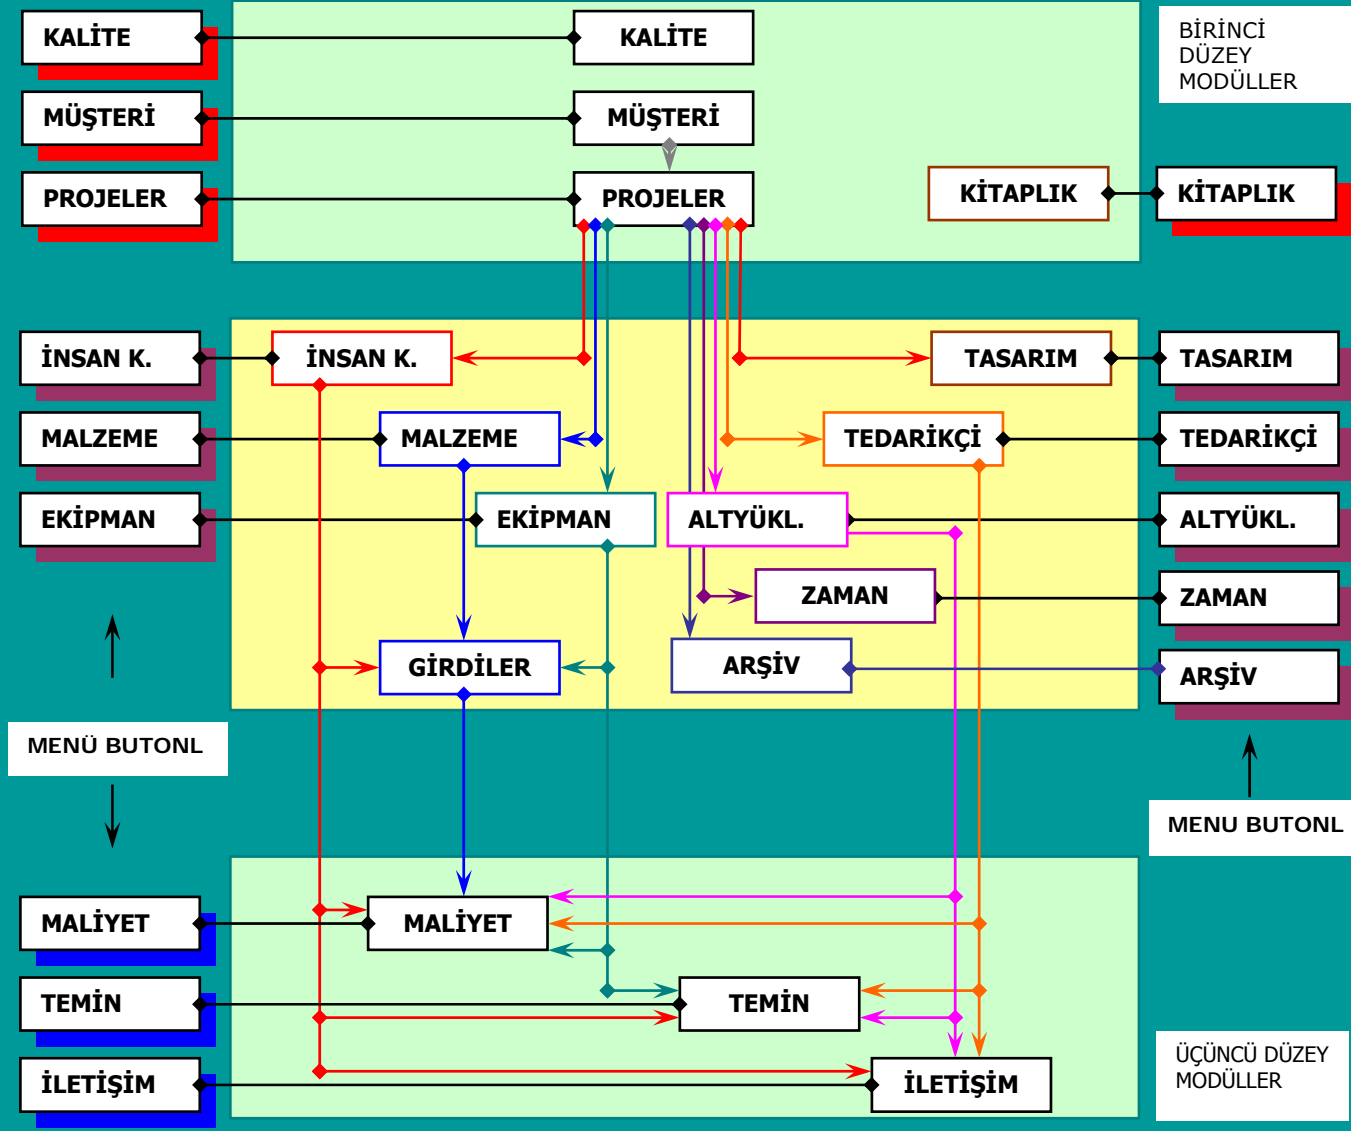 KALİTE
KALİTE
BİRİNCİ
DÜZEY
MODÜLLER
MÜŞTERİ
MÜŞTERİ
PROJELER
PROJELER
KİTAPLIK
KİTAPLIK
İNSAN K.
İNSAN K.
TASARIM
TASARIM
MALZEME
MALZEME
TEDARİKÇİ
TEDARİKÇİ
EKİPMAN
EKİPMAN
ALTYÜKL.
ALTYÜKL.
ZAMAN
ZAMAN
GİRDİLER
ARŞİV
ARŞİV
MENÜ BUTONL
MENU BUTONL
MALİYET
MALİYET
TEMİN
TEMİN
ÜÇÜNCÜ DÜZEY
MODÜLLER
İLETİŞİM
İLETİŞİM